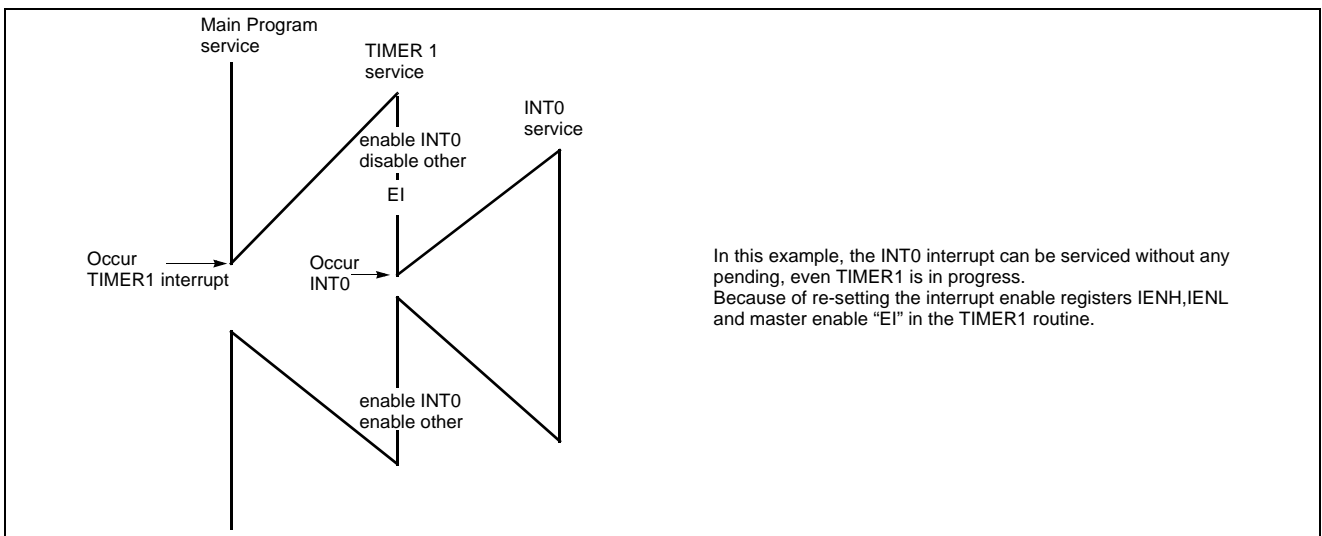 Main Program
service
TIMER 1
service
INT0
service
enable INT0
disable other
EI
Occur
TIMER1 interrupt
Occur
INT0
In this example, the INT0 interrupt can be serviced without any
pending, even TIMER1 is in progress.
Because of re-setting the interrupt enable registers IENH,IENL
and master enable “EI” in the TIMER1 routine.
enable INT0
enable other